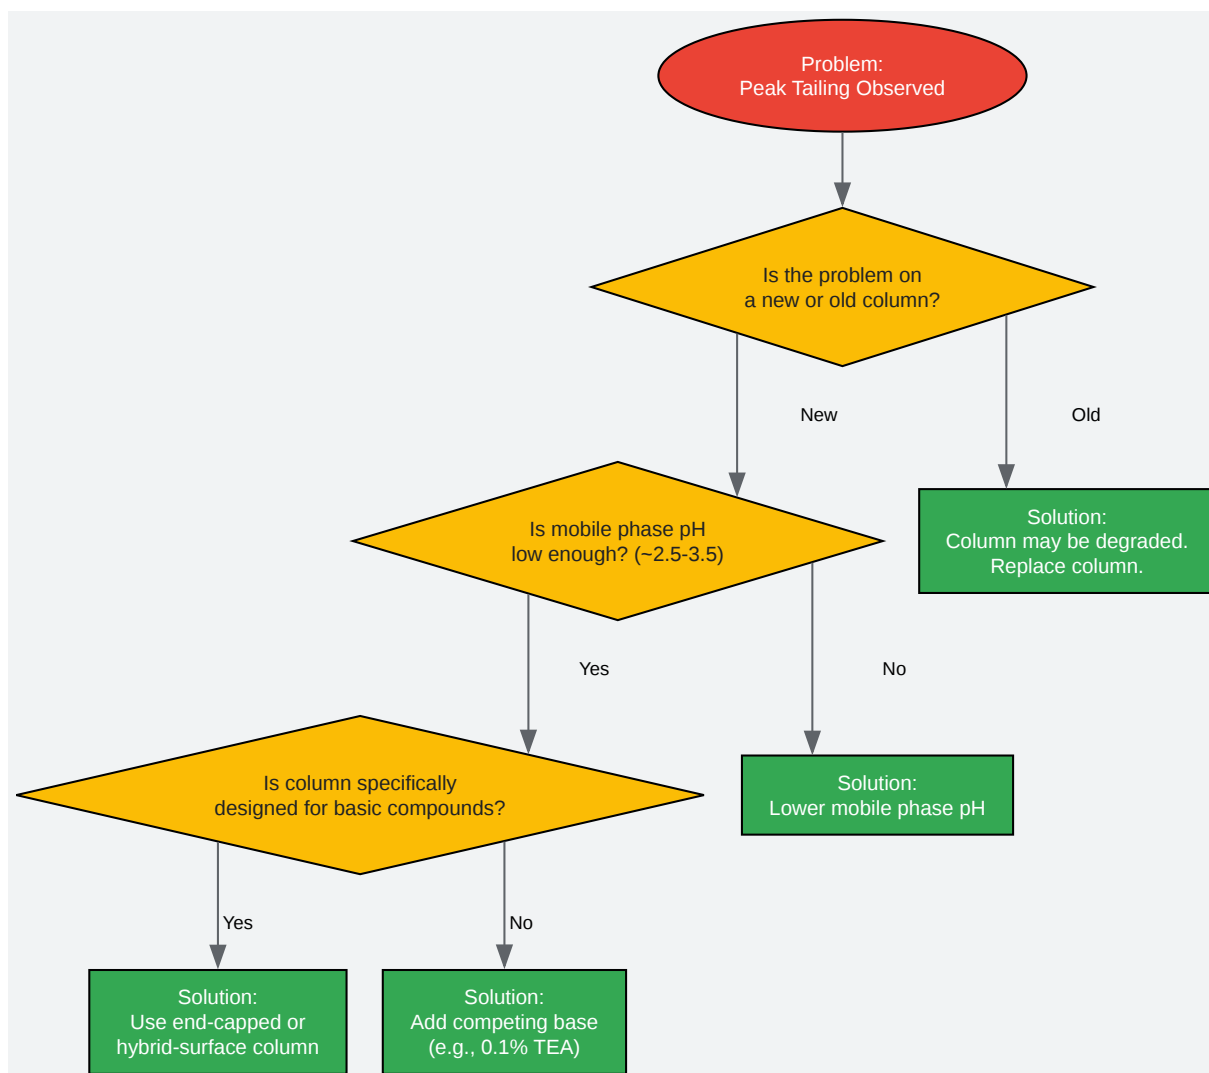 Problem:
Peak Tailing Observed
Is the problem on
a new or old column?
New
Old
Is mobile phase pH
low enough? (~2.5-3.5)
Solution:
Column may be degraded.
Replace column.
Yes
No
Is column specifically
designed for basic compounds?
Solution:
Lower mobile phase pH
Yes
No
Solution:
Use end-capped or
hybrid-surface column
Solution:
Add competing base
(e.g., 0.1% TEA)